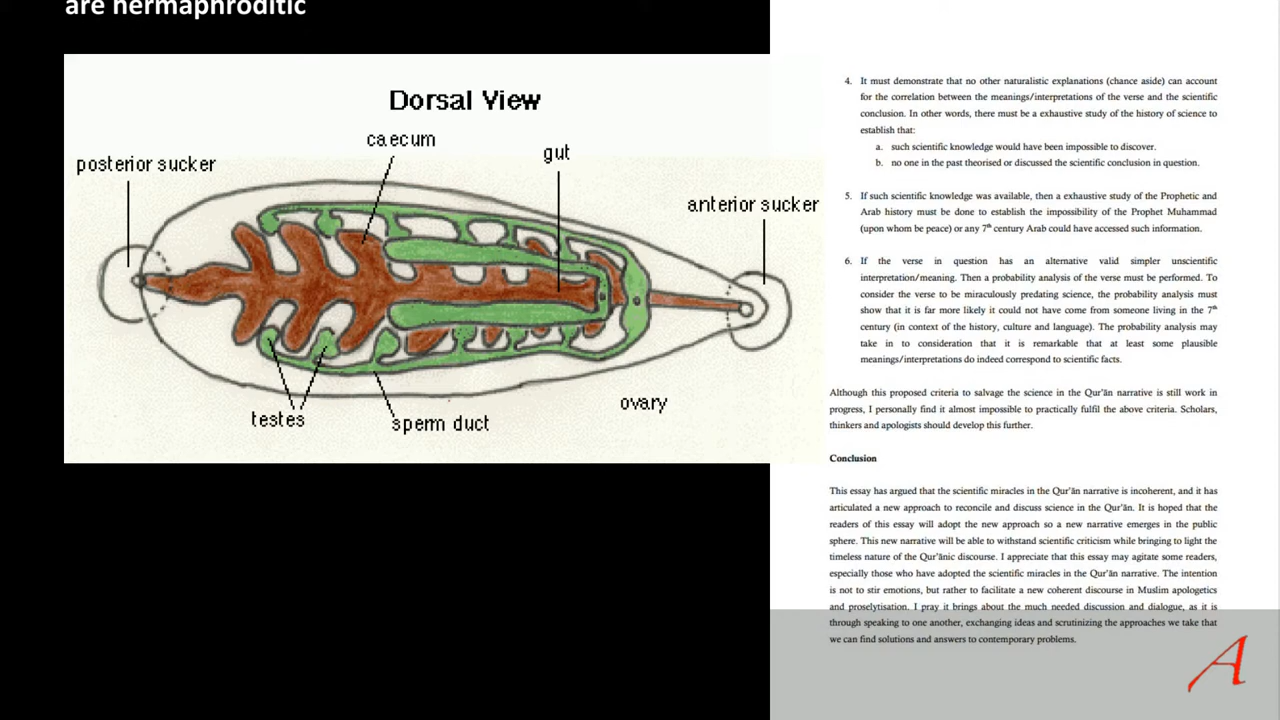 are hermaphroditic
Dorsal View
caecum
posterior sucker
gut
anterior sucker
testes
sperm duct
ovary
4. It must demonstrate that no other naturalistic explanations (chance aside) can account
for the correlation between the meanings/interpretations of the verse and the scientific
conclusion. In other words, there must be a exhaustive study of the history of science to
establish that:
a. such scientific knowledge would have been impossible to discover.
b. no one in the past theorised or discussed the scientific conclusion in question.
5. If such scientific knowledge was available, then a exhaustive study of the Prophetic and
Arab history must be done to establish the impossibility of the Prophet Muhammad
(upon whom be peace) or any 7th century Arab could have accessed such information.
6. If the verse in question has an alternative valid simpler unscientific
interpretation/meaning. Then a probability analysis of the verse must be performed. To
consider the verse to be miraculously predating science, the probability analysis must
show that it is far more likely it could not have come from someone living in the 7th
century (in context of the history, culture and language). The probability analysis may
take in to consideration that it is remarkable that at least some plausible
meanings/interpretations do indeed correspond to scientific facts.
Although this proposed criteria to salvage the science in the Qur'ān narrative is still work in
progress, I personally find it almost impossible to practically fulfil the above criteria. Scholars,
thinkers and apologists should develop this further.
Conclusion
This essay has argued that the scientific miracles in the Qur'ān narrative is incoherent, and it has
articulated a new approach to reconcile and discuss science in the Qur'ān. It is hoped that the
readers of this essay will adopt the new approach so a new narrative emerges in the public
sphere. This new narrative will be able to withstand scientific criticism while bringing to light the
timeless nature of the Qur'ānic discourse. I appreciate that this essay may agitate some readers,
especially those who have adopted the scientific miracles in the Qur'ān narrative. The intention
is not to stir emotions, but rather to facilitate a new coherent discourse in Muslim apologetics
and proselytisation. I pray it brings about the much needed discussion and dialogue, as it is
through speaking to one another, exchanging ideas and scrutinizing the approaches we take that
we can find solutions and answers to contemporary problems.
A